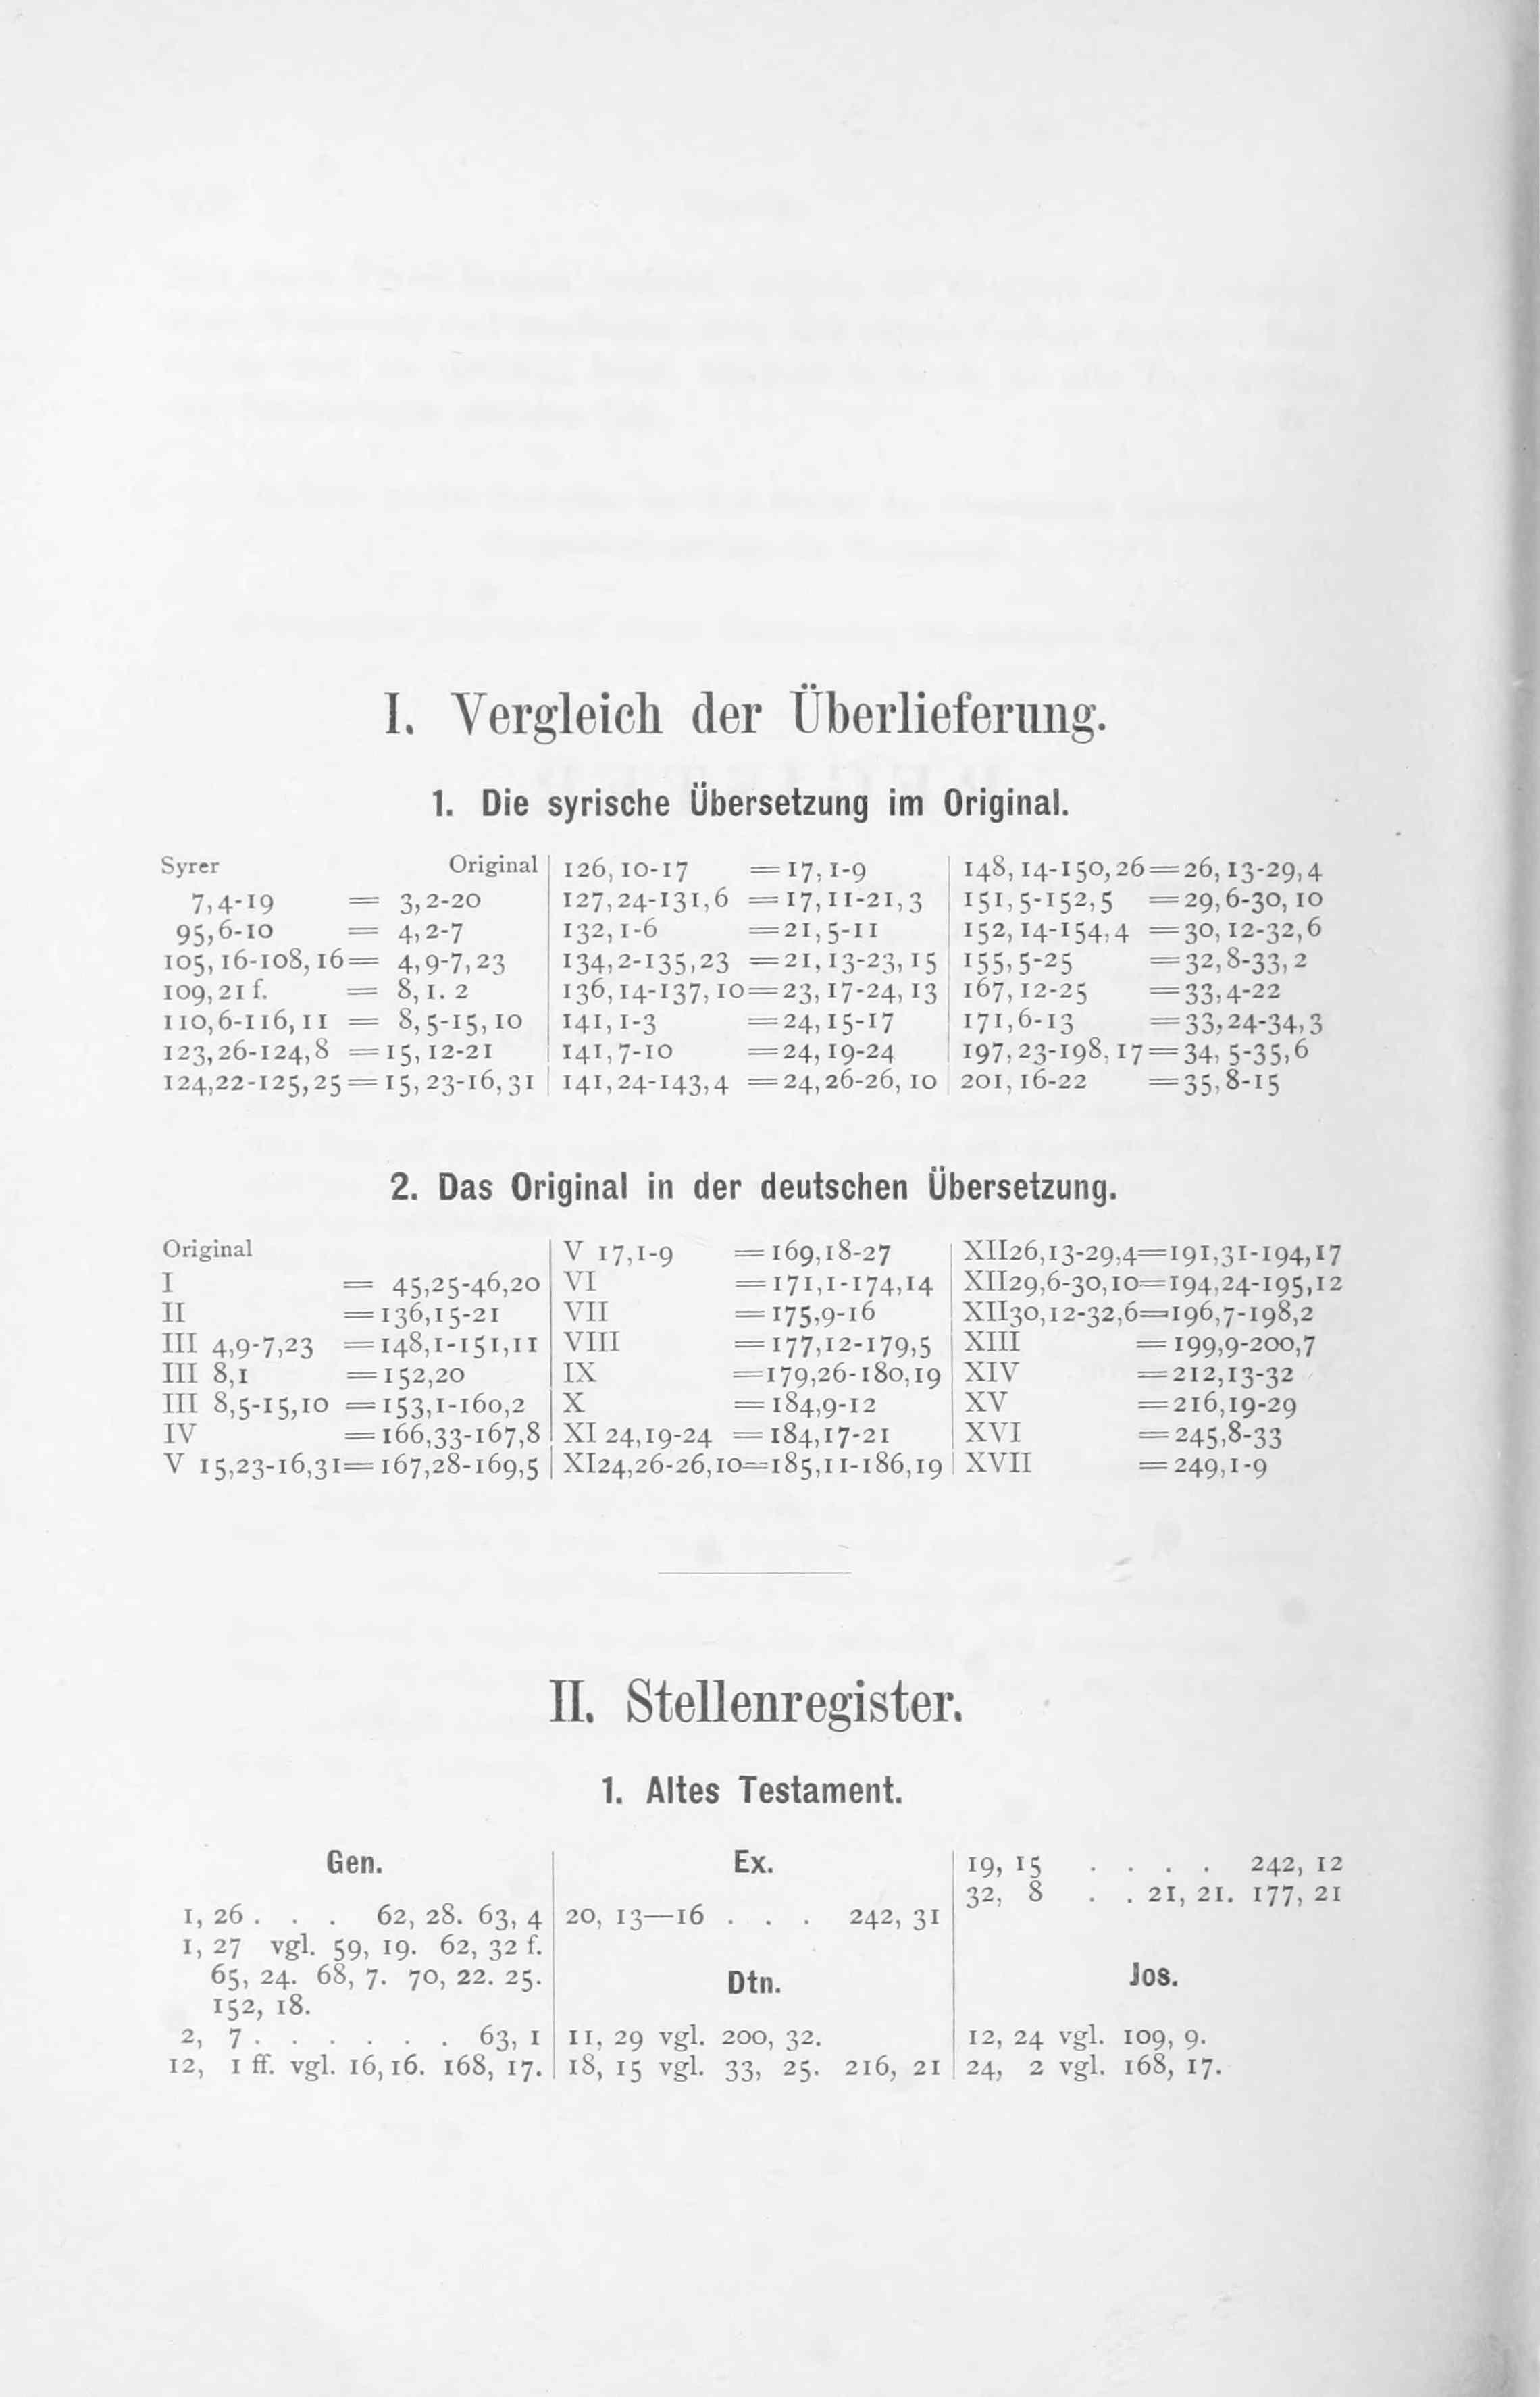 I. Vergleich der Überlieferung.
1. Die syrische Übersetzung im Original.
Syrer Original
7,4-19 = 3,2-20
95,6-10 = 4,2-7
105,16-108,16= 4,9-7,23
109,21 f. = 8,1. 2
110,6-116,11 = 8,5-15,10
123,26-124,8 =15,12-21
124,22-125,25=15,23-16,31
126,10-17 =17,1-9
127,24-131,6 =17,11-21,3
132,1-6 =21,5-11
134,2-135,23 =21,13-23,15
136,14-137,10=23,17-24,13
141,1-3 =24,15-17
141,7-10 =24,19-24
141,24-143,4 =24,26-26,10
148,14-150,26=26,13-29,4
151,5-152,5 =29,6-30,10
152,14-154,4 =30,12-32,6
155,5-25 =32,8-33,2
167,12-25 =33,4-22
171,6-13 =33,24-34,3
197,23-198,17=34,5-35,6
201,16-22 =35,8-15
2. Das Original in der deutschen Übersetzung.
Original
I = 45,25-46,20
II =136,15-21
III 4,9-7,23 =148,1-151,11
III 8,1 =152,20
III 8,5-15,10 =153,1-160,2
IV =166,33-167,8
V 15,23-16,31=167,28-169,5
V 17,1-9 =169,18-27
VI =171,1-174,14
VII =175,9-16
VIII =177,12-179,5
IX =179,26-180,19
X =184,9-12
XI 24,19-24 =184,17-21
XI24,26-26,10=185,11-186,19
XII26,13-29,4=191,31-194,17
XII29,6-30,10=194,24-195,12
XII30,12-32,6=196,7-198,2
XIII =199,9-200,7
XIV =212,13-32
XV =216,19-29
XVI =245,8-33
XVII =249,1-9
II. Stellenregister.
1. Altes Testament.
Gen.
1, 26 . . . 62, 28. 63, 4
1, 27 vgl. 59, 19. 62, 32 f.
65, 24. 68, 7. 70, 22. 25.
152, 18.
2, 7 . . . . . . 63, 1
12, 1 ff. vgl. 16,16. 168, 17.
Ex.
20, 13—16 . . . 242, 31
Dtn.
11, 29 vgl. 200, 32.
18, 15 vgl. 33, 25. 216, 21
19, 15 . . . . 242, 12
32, 8 . . 21, 21. 177, 21
Jos.
12, 24 vgl. 109, 9.
24, 2 vgl. 168, 17.